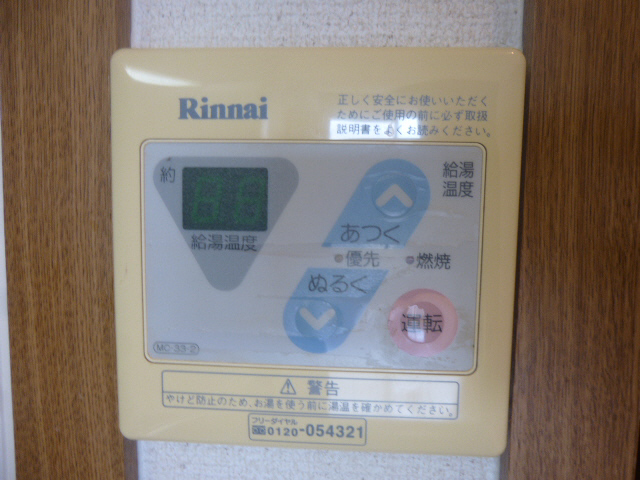 Rinnai
正しく安全にお使いいただく
ためにご使用の前に必ず取扱
説明書をよくお読みください。
約
給湯温度
給湯
温度
あつく
優先
燃焼
ぬるく
運転
MC-33-2
警告
やけど防止のため、お湯を使う前に湯温を確かめてください。
フリーダイヤル
0120-054321